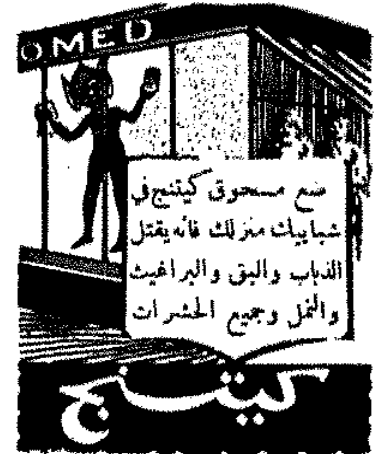 OMED
ضع مسحوق كيتنج في
شبابيك منزلك فانه يقتل
الذباب والبق والبراغيث
والنمل وجميع الحشرات
كيتنج